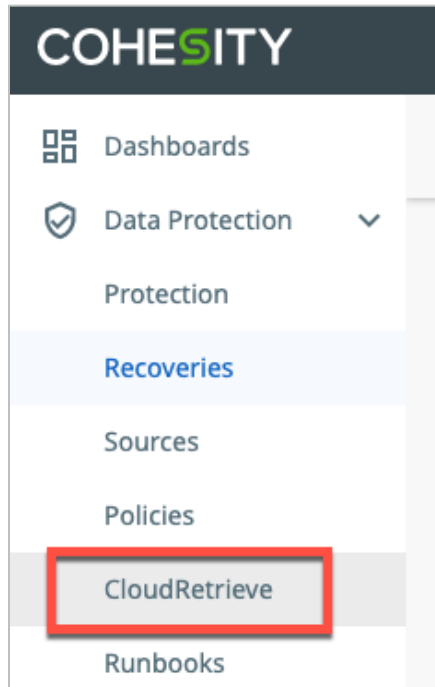 COHESITY
Dashboards
Data Protection
Protection
Recoveries
Sources
Policies
CloudRetrieve
Runbooks